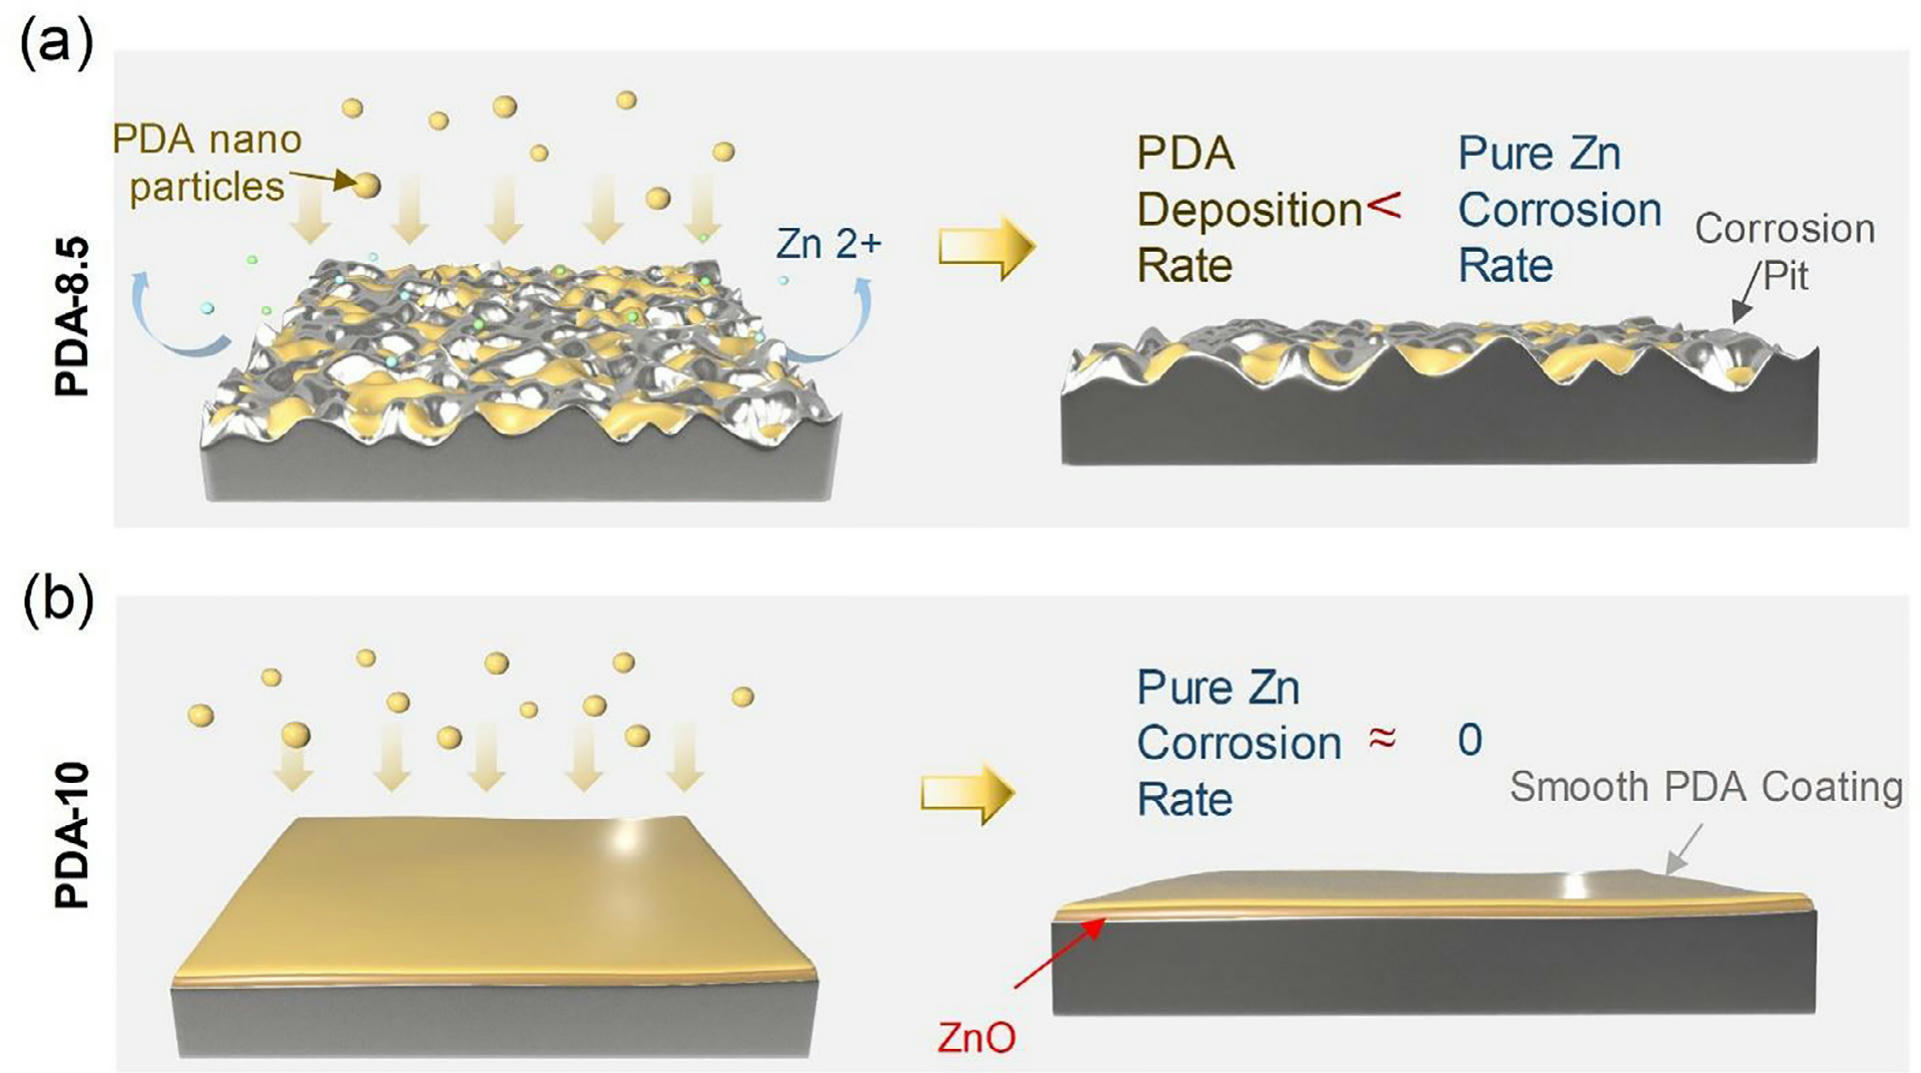 (a)
PDA-8.5
PDA nano
particles
Zn 2+
PDA
Deposition
Rate
<
Pure Zn
Corrosion
Rate
Corrosion
Pit
(b)
PDA-10
Pure Zn
Corrosion
Rate
≈ 0
Smooth PDA Coating
ZnO